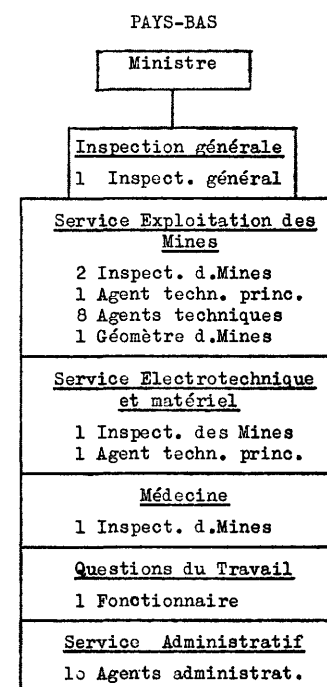 PAYS-BAS
Ministre
Inspection générale
1 Inspect. général
Service Exploitation des
Mines
2 Inspect. d.Mines
1 Agent techn. princ.
8 Agents techniques
1 Géomètre d.Mines
Service Electrotechnique
et matériel
1 Inspect. des Mines
1 Agent techn. princ.
Médecine
1 Inspect. d.Mines
Questions du Travail
1 Fonctionnaire
Service Administratif
Agents administrat.